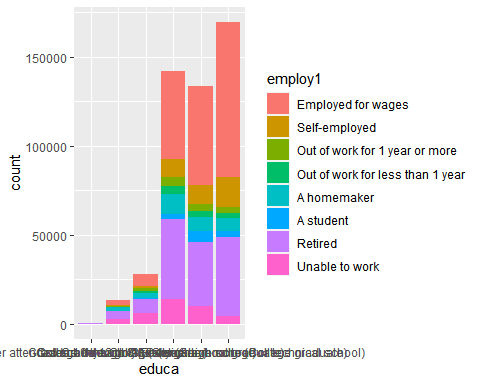 employ1
Employed for wages
Self-employed
Out of work for 1 year or more
Out of work for less than 1 year
A homemaker
A student
Retired
Unable to work
150000
100000
50000
0
count
educa